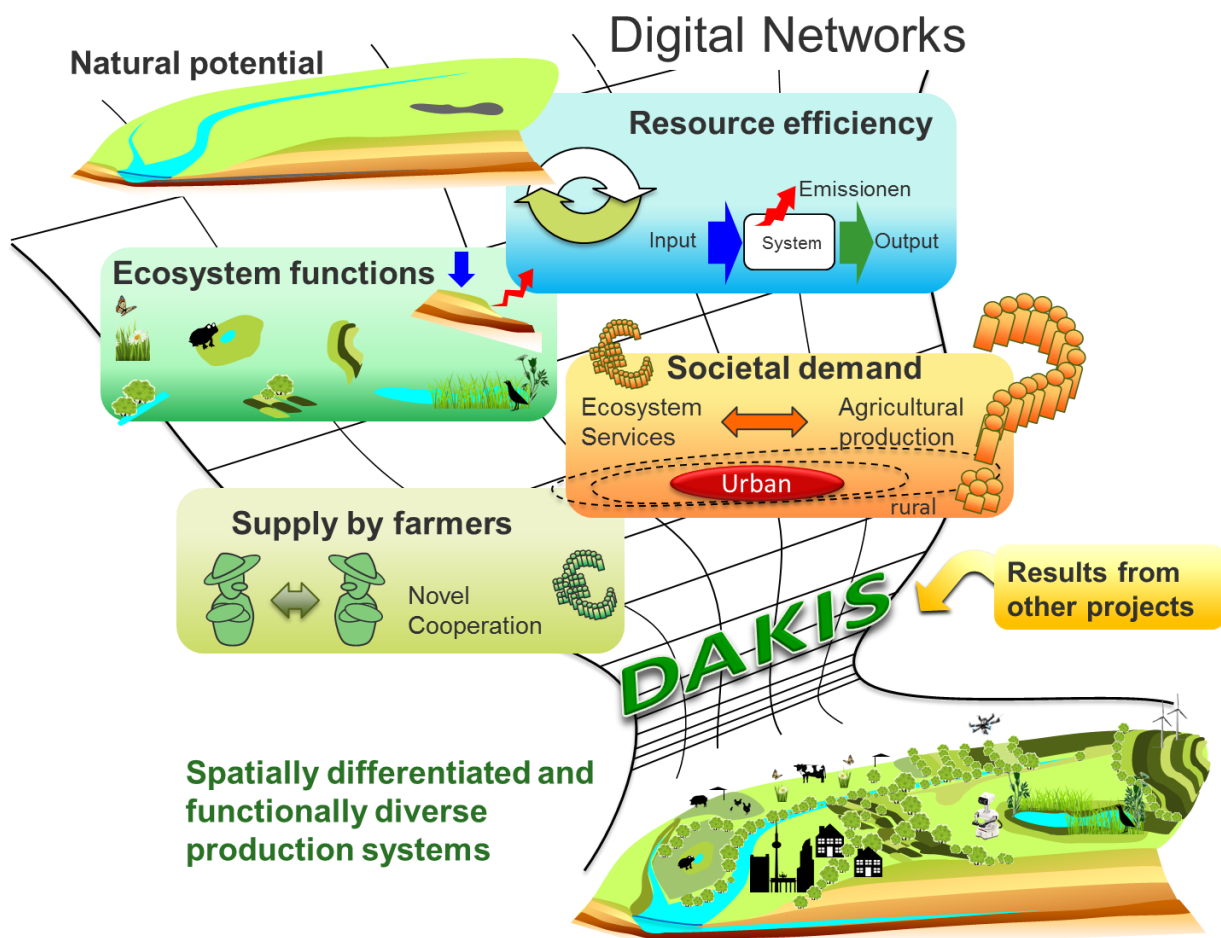 Digital Networks
Natural potential
Resource efficiency
Emissionen
Input
System
Output
Ecosystem functions
Societal demand
Ecosystem
Services
Agricultural
production
Urban
rural
Supply by farmers
Novel
Cooperation
Results from
other projects
DAKIS
Spatially differentiated and
functionally diverse
production systems